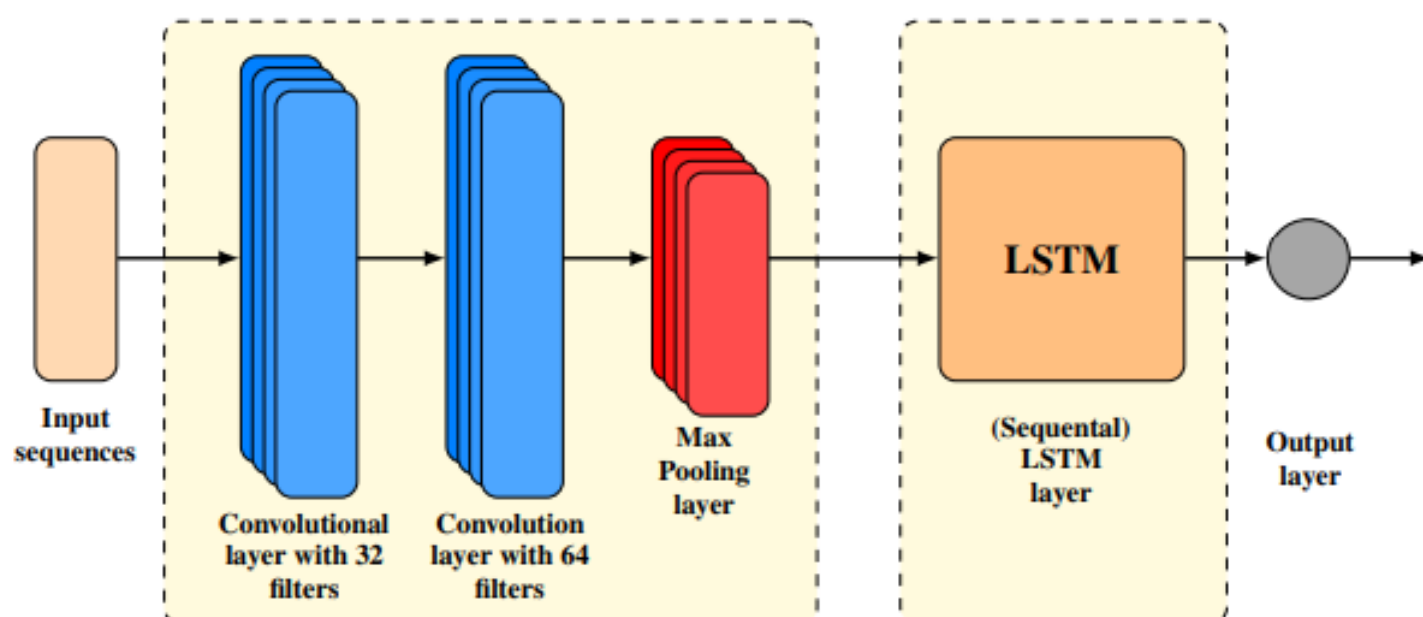 Input
sequences
Convolutional
layer with 32
filters
Convolution
layer with 64
filters
Max
Pooling
layer
LSTM
(Sequental)
LSTM
layer
Output
layer